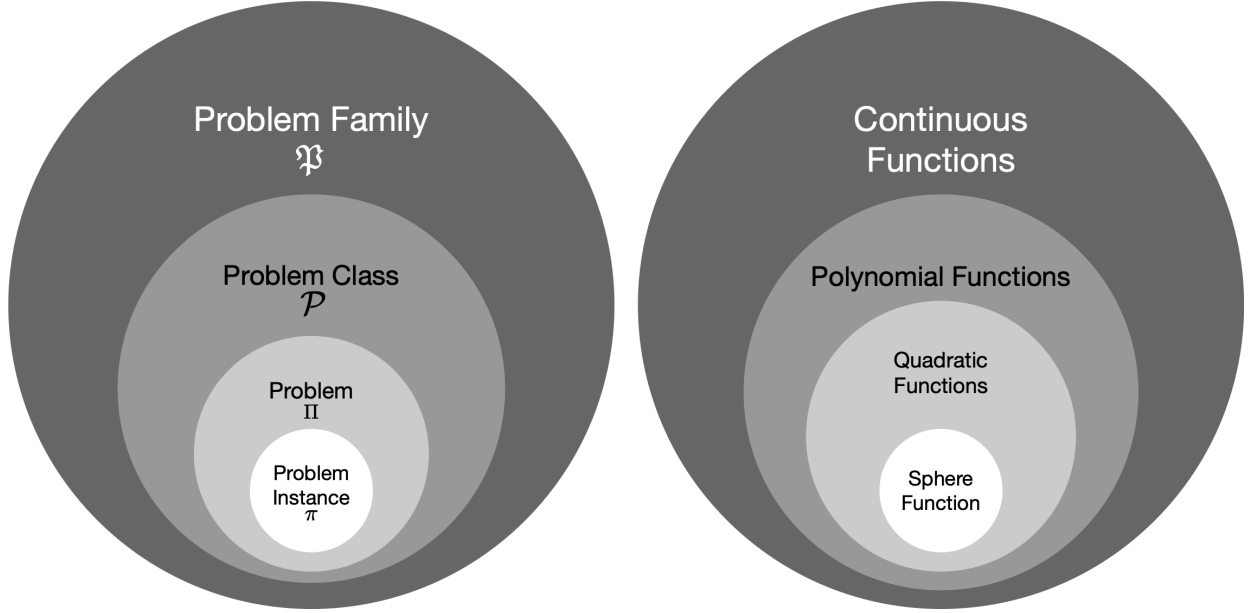 Problem Family
𝔓
Problem Class
𝒫
Problem
Π
Problem
Instance
π
Continuous
Functions
Polynomial Functions
Quadratic
Functions
Sphere
Function